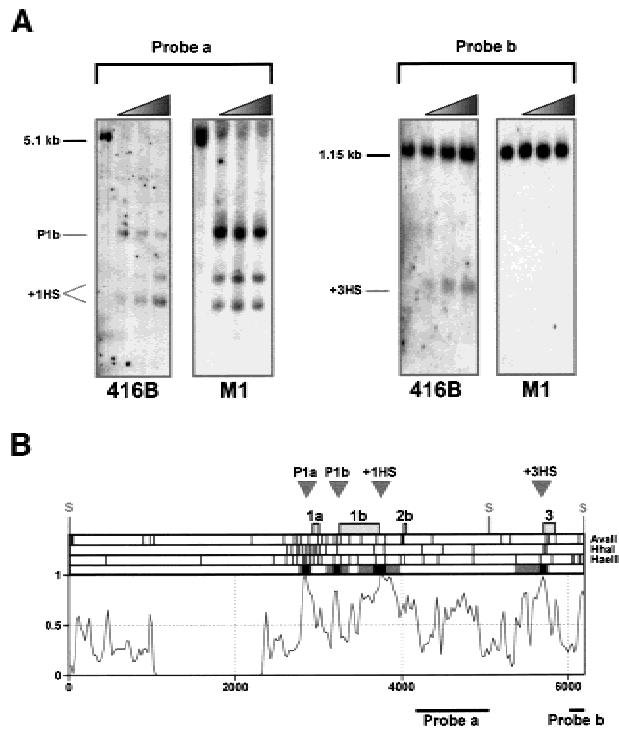 A
Probe a
Probe b
5.1 kb
P1b
+1HS
1.15 kb
+3HS
416B
M1
416B
M1
B
P1a P1b +1HS +3HS
S S S
1a 1b 2b 3
AvaII
HhaI
HaeIII
1
0.5
0
0 2000 4000 6000
Probe a Probe b